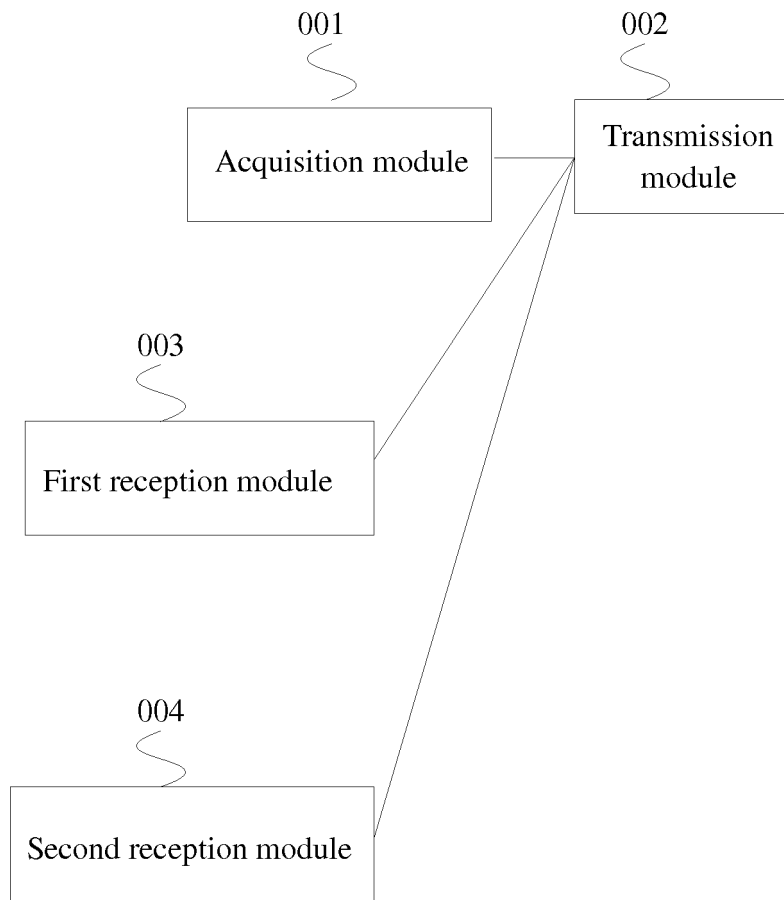 001
002
Acquisition module
Transmission
module
003
First reception module
004
Second reception module